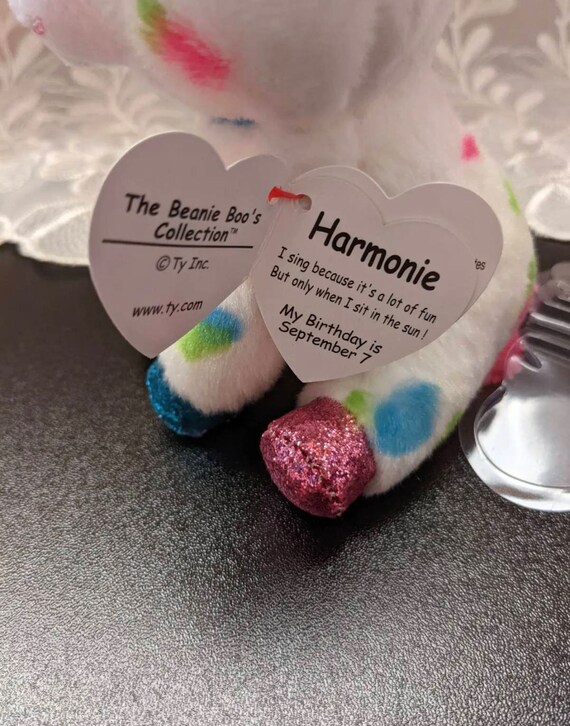 The Beanie Boo's
Collection™
© Ty Inc.
www.ty.com
Harmonie
I sing because it's a lot of fun
But only when I sit in the sun !
My Birthday is
September 7